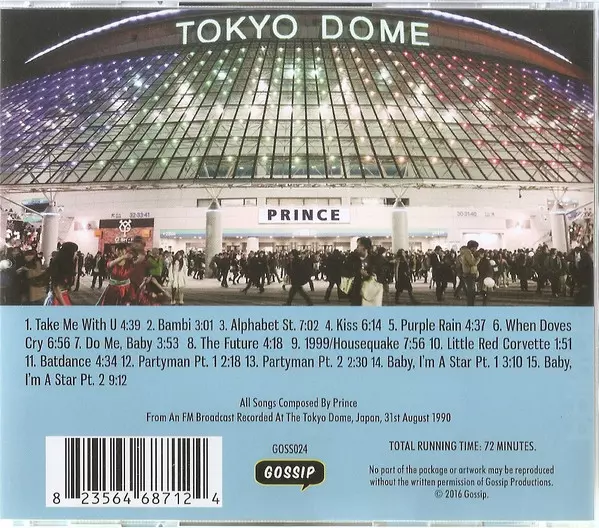 TOKYO DOME
PRINCE
1. Take Me With U 4:39 2. Bambi 3:01 3. Alphabet St. 7:02 4. Kiss 6:14 5. Purple Rain 4:37 6. When Doves
Cry 6:56 7. Do Me, Baby 3:53 8. The Future 4:18 9. 1999/Housequake 7:56 10. Little Red Corvette 1:51
11. Batdance 4:34 12. Partyman Pt. 1 2:18 13. Partyman Pt. 2 2:30 14. Baby, I'm A Star Pt. 1 3:10 15. Baby,
I'm A Star Pt. 2 9:12
All Songs Composed By Prince
From An FM Broadcast Recorded At The Tokyo Dome, Japan, 31st August 1990
GOSS024
TOTAL RUNNING TIME: 72 MINUTES.
GOSSIP
No part of the package or artwork may be reproduced
without the written permission of Gossip Productions.
© 2016 Gossip.
8 23564 68712 4